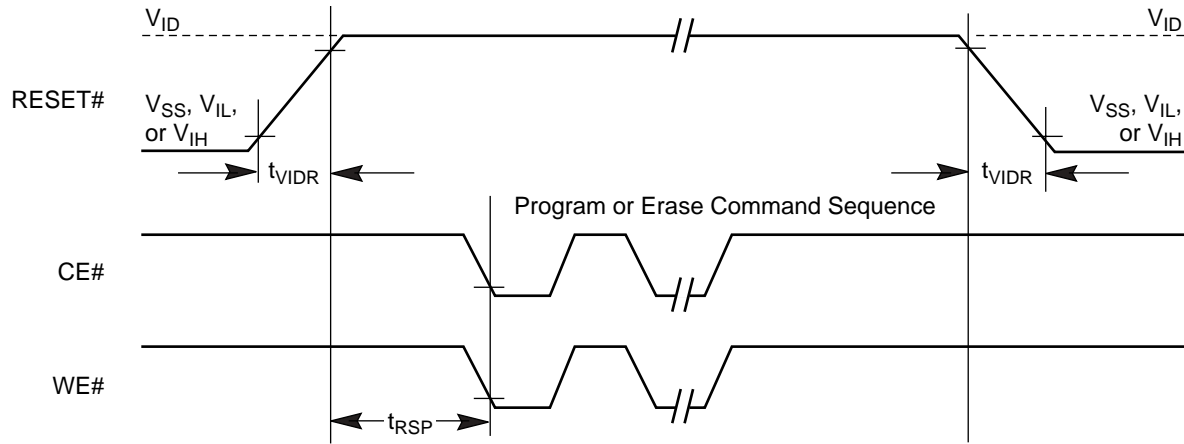 V_ID
V_ID
RESET#
V_SS, V_IL,
or V_IH
V_SS, V_IL,
or V_IH
t_VIDR
t_VIDR
Program or Erase Command Sequence
CE#
WE#
t_RSP